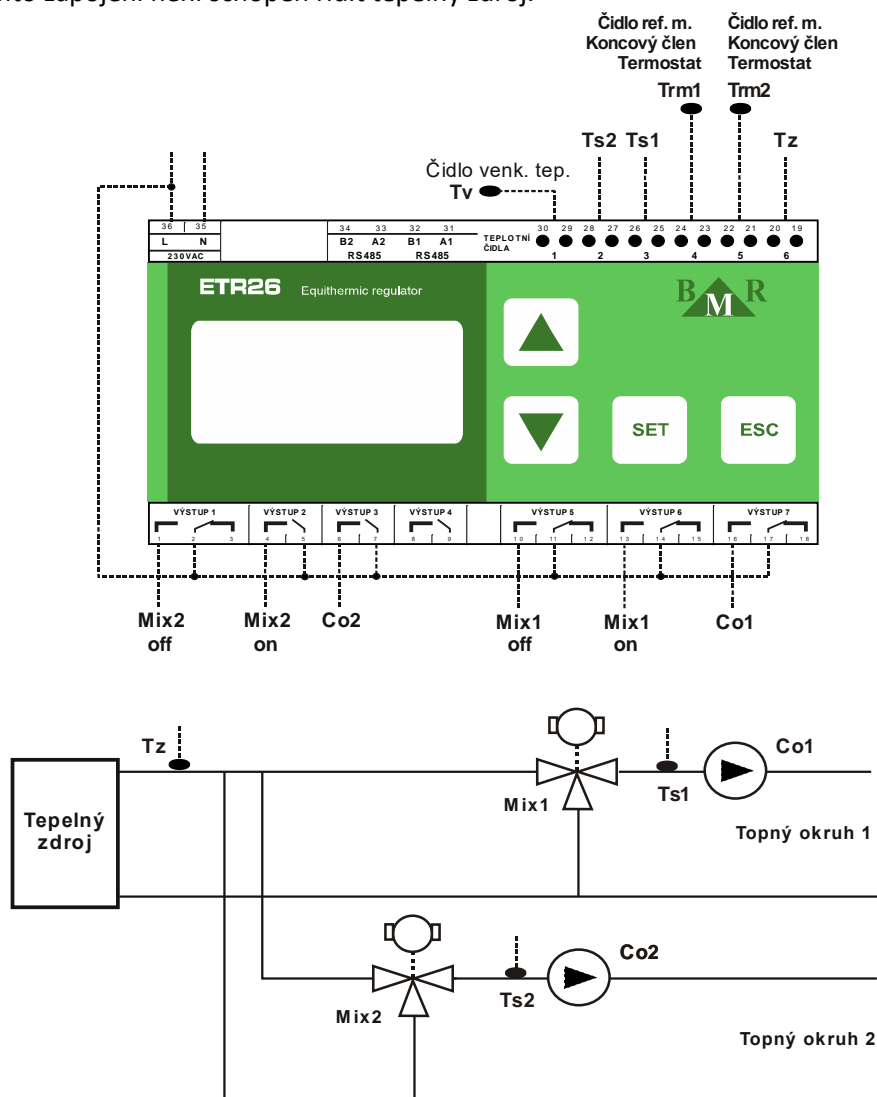 zapojení není schopen řídit tepelný zdroj.
Čidlo ref. m. Čidlo ref. m.
Koncový člen Koncový člen
Termostat Termostat
Trm1 Trm2
Ts2 Ts1 Tz
Čidlo venk. tep.
Tv
36 35 34 33 32 31 30 29 28 27 26 25 24 23 22 21 20 19
L N B2 A2 B1 A1 TEPLOTNÍ
230VAC RS485 RS485 ČIDLA 1 2 3 4 5 6
ETR26 Equithermic regulator
B M R
SET ESC
VÝSTUP 1 VÝSTUP 2 VÝSTUP 3 VÝSTUP 4 VÝSTUP 5 VÝSTUP 6 VÝSTUP 7
1 2 3 4 5 6 7 8 9 10 11 12 13 14 15 16 17 18
Mix2 Mix2 Co2 Mix1 Mix1 Co1
off on off on
Tz
Co1
Mix1
Ts1
Tepelný
zdroj
Topný okruh 1
Co2
Ts2
Mix2
Topný okruh 2